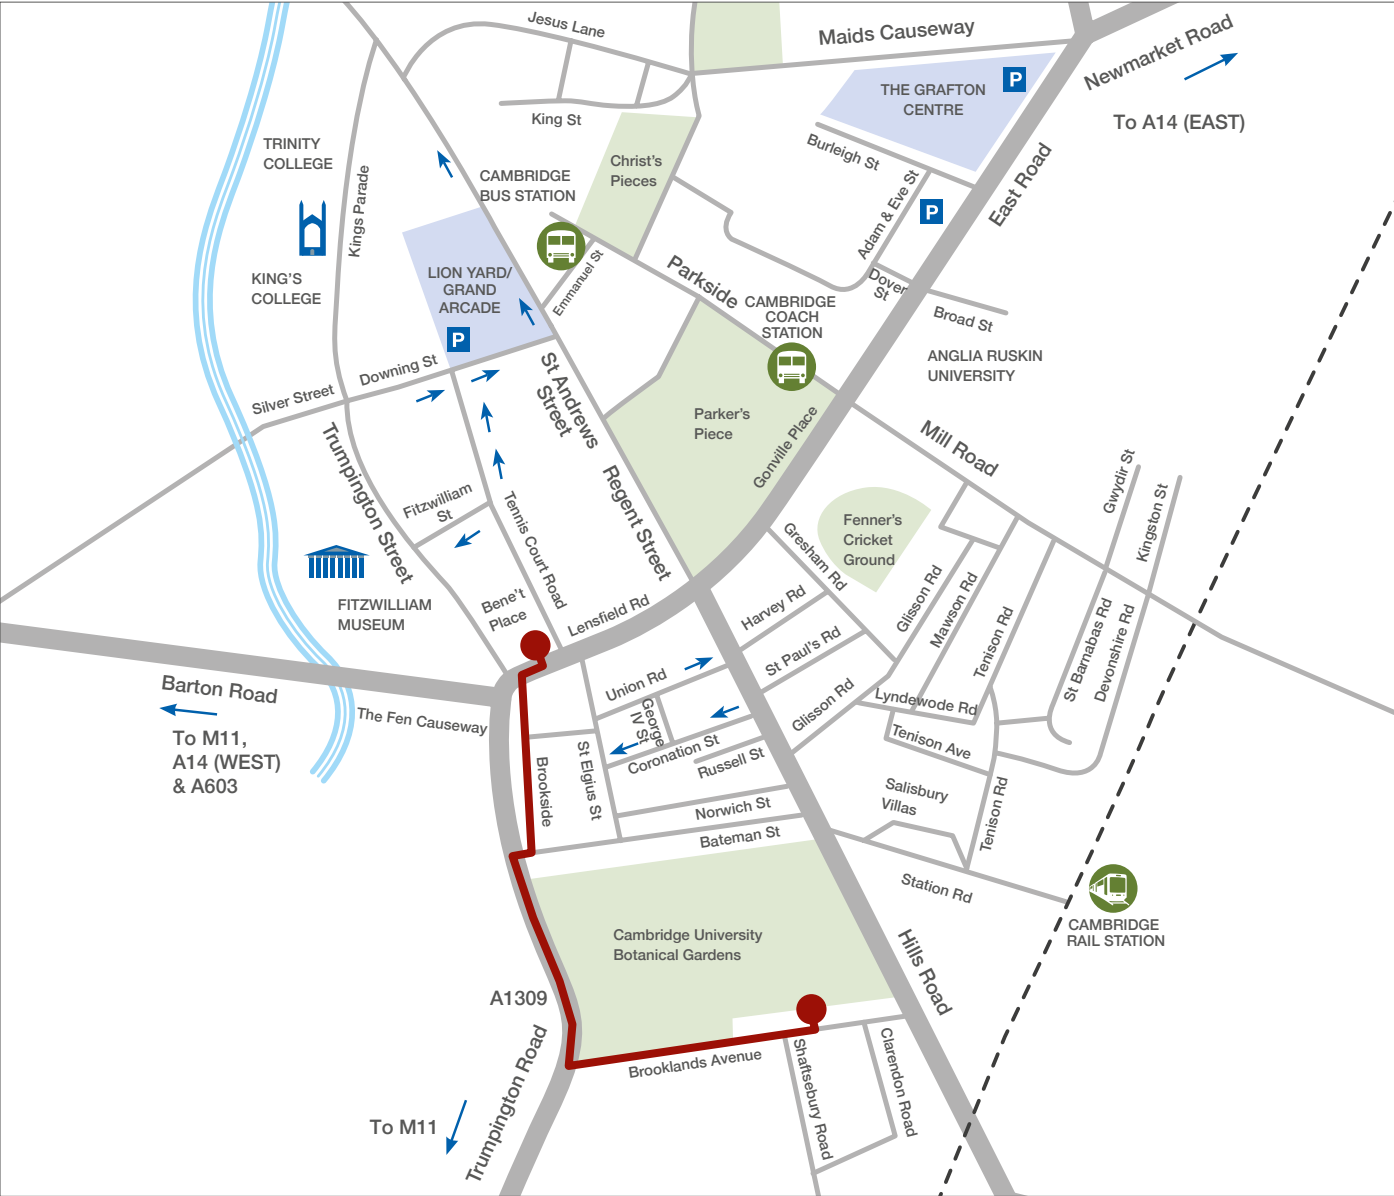 Jesus Lane
Maids Causeway
Newmarket Road
To A14 (EAST)
THE GRAFTON
CENTRE
P
King St
Burleigh St
TRINITY
COLLEGE
Christ's
Pieces
CAMBRIDGE
BUS STATION
Kings Parade
Adam & Eve St
P
East Road
KING'S
COLLEGE
LION YARD/
GRAND
ARCADE
P
Emmanuel St
Parkside
Dover
St
CAMBRIDGE
COACH
STATION
Broad St
ANGLIA RUSKIN
UNIVERSITY
Downing St
Silver Street
St Andrews
Street
Parker's
Piece
Gonville Place
Mill Road
Trumpington Street
Regent Street
Fitzwilliam
St
Tennis Court Road
Gwydir St
Kingston St
Fenner's
Cricket
Ground
Gresham Rd
FITZWILLIAM
MUSEUM
Bene't
Place
Lensfield Rd
Harvey Rd
Glisson Rd
Mawson Rd
Tenison Rd
St Barnabas Rd
Devonshire Rd
St Paul's Rd
Barton Road
The Fen Causeway
To M11,
A14 (WEST)
& A603
Union Rd
George
IV St
Glisson Rd
Lyndewode Rd
Tenison Ave
Coronation St
Russell St
Brookside
St Elgius St
Norwich St
Bateman St
Salisbury
Villas
Tenison Rd
Station Rd
CAMBRIDGE
RAIL STATION
Cambridge University
Botanical Gardens
Hills Road
A1309
Trumpington Road
Brooklands Avenue
Shaftsebury Road
Clarendon Road
To M11